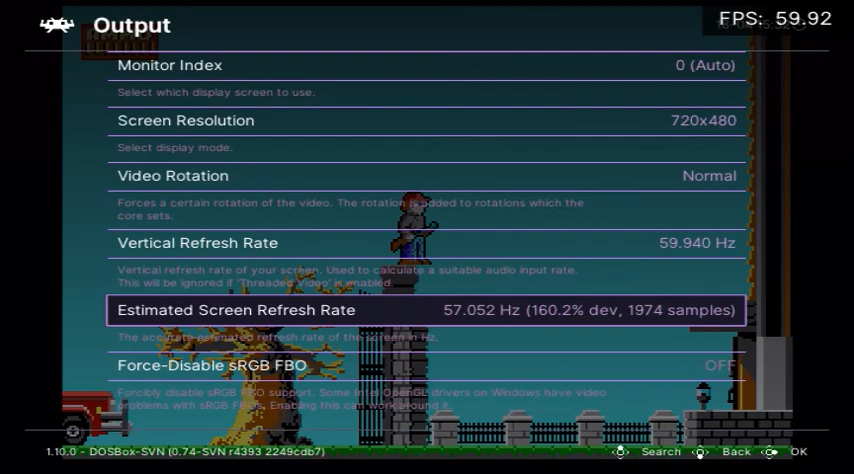 Output
FPS: 59.92
Monitor Index 0 (Auto)
Select which display screen to use.
Screen Resolution 720x480
Select display mode.
Video Rotation Normal
Forces a certain rotation of the video. The rotation is added to rotations which the
core sets.
Vertical Refresh Rate 59.940 Hz
Vertical refresh rate of your screen. Used to calculate a suitable audio input rate.
This will be ignored if 'Threaded Video' is enabled.
Estimated Screen Refresh Rate 57.052 Hz (160.2% dev, 1974 samples)
The accurate estimated refresh rate of the screen in Hz.
Force-Disable sRGB FBO OFF
Forcibly disable sRGB FBO support. Some Intel OpenGL drivers on Windows have video
problems with sRGB FBOs. Enabling this can work around it.
1.10.0 - DOSBox-SVN (0.74-SVN r4393 2249cdb7) Search Back OK